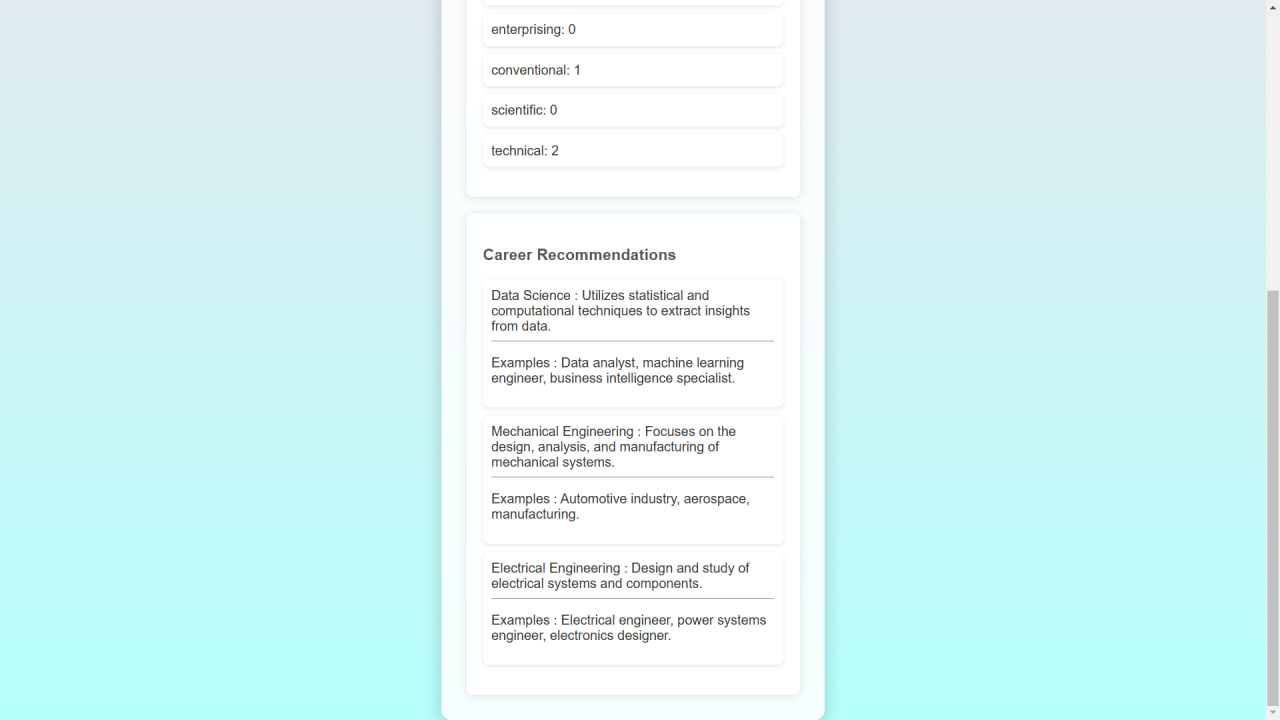 enterprising: 0
conventional: 1
scientific: 0
technical: 2
Career Recommendations
Data Science : Utilizes statistical and
computational techniques to extract insights
from data.
Examples : Data analyst, machine learning
engineer, business intelligence specialist.
Mechanical Engineering : Focuses on the
design, analysis, and manufacturing of
mechanical systems.
Examples : Automotive industry, aerospace,
manufacturing.
Electrical Engineering : Design and study of
electrical systems and components.
Examples : Electrical engineer, power systems
engineer, electronics designer.